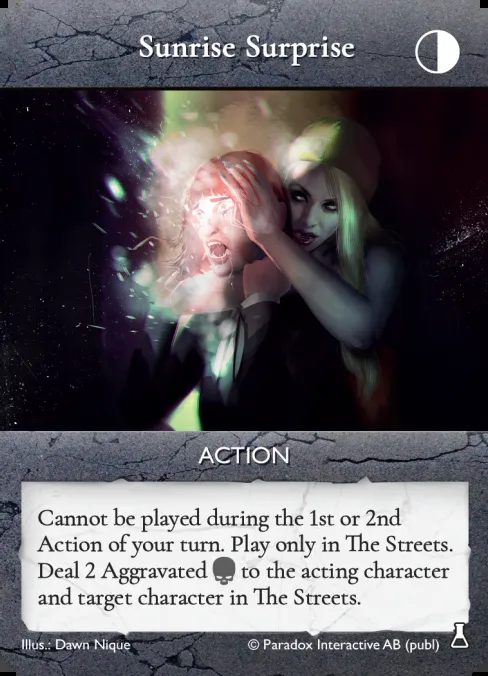 Sunrise Surprise
ACTION
Cannot be played during the 1st or 2nd
Action of your turn. Play only in The Streets.
Deal 2 Aggravated to the acting character
and target character in The Streets.
Illus.: Dawn Nique © Paradox Interactive AB (publ)